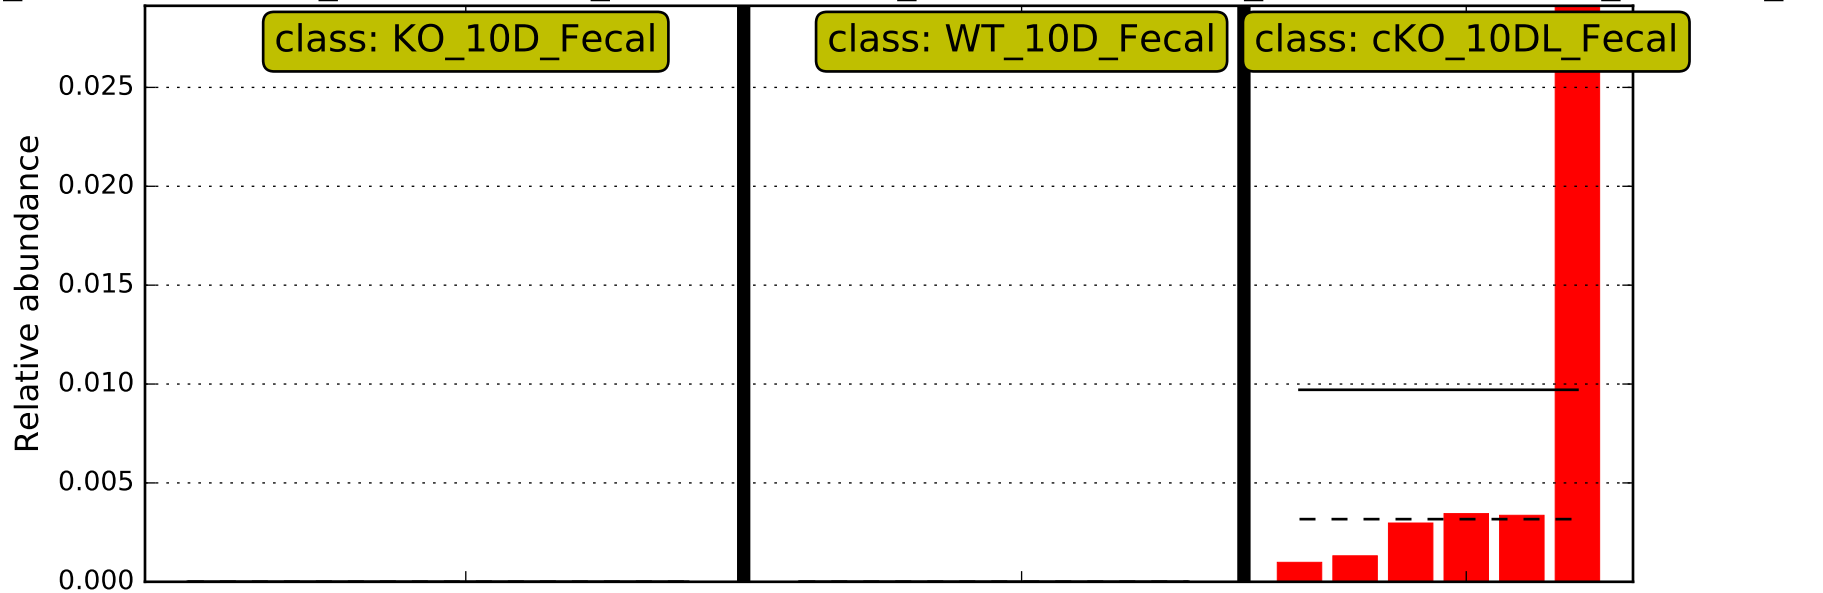 class: KO_10D_Fecal
class: WT_10D_Fecal
class: cKO_10DL_Fecal
Relative abundance
0.025
0.020
0.015
0.010
0.005
0.000